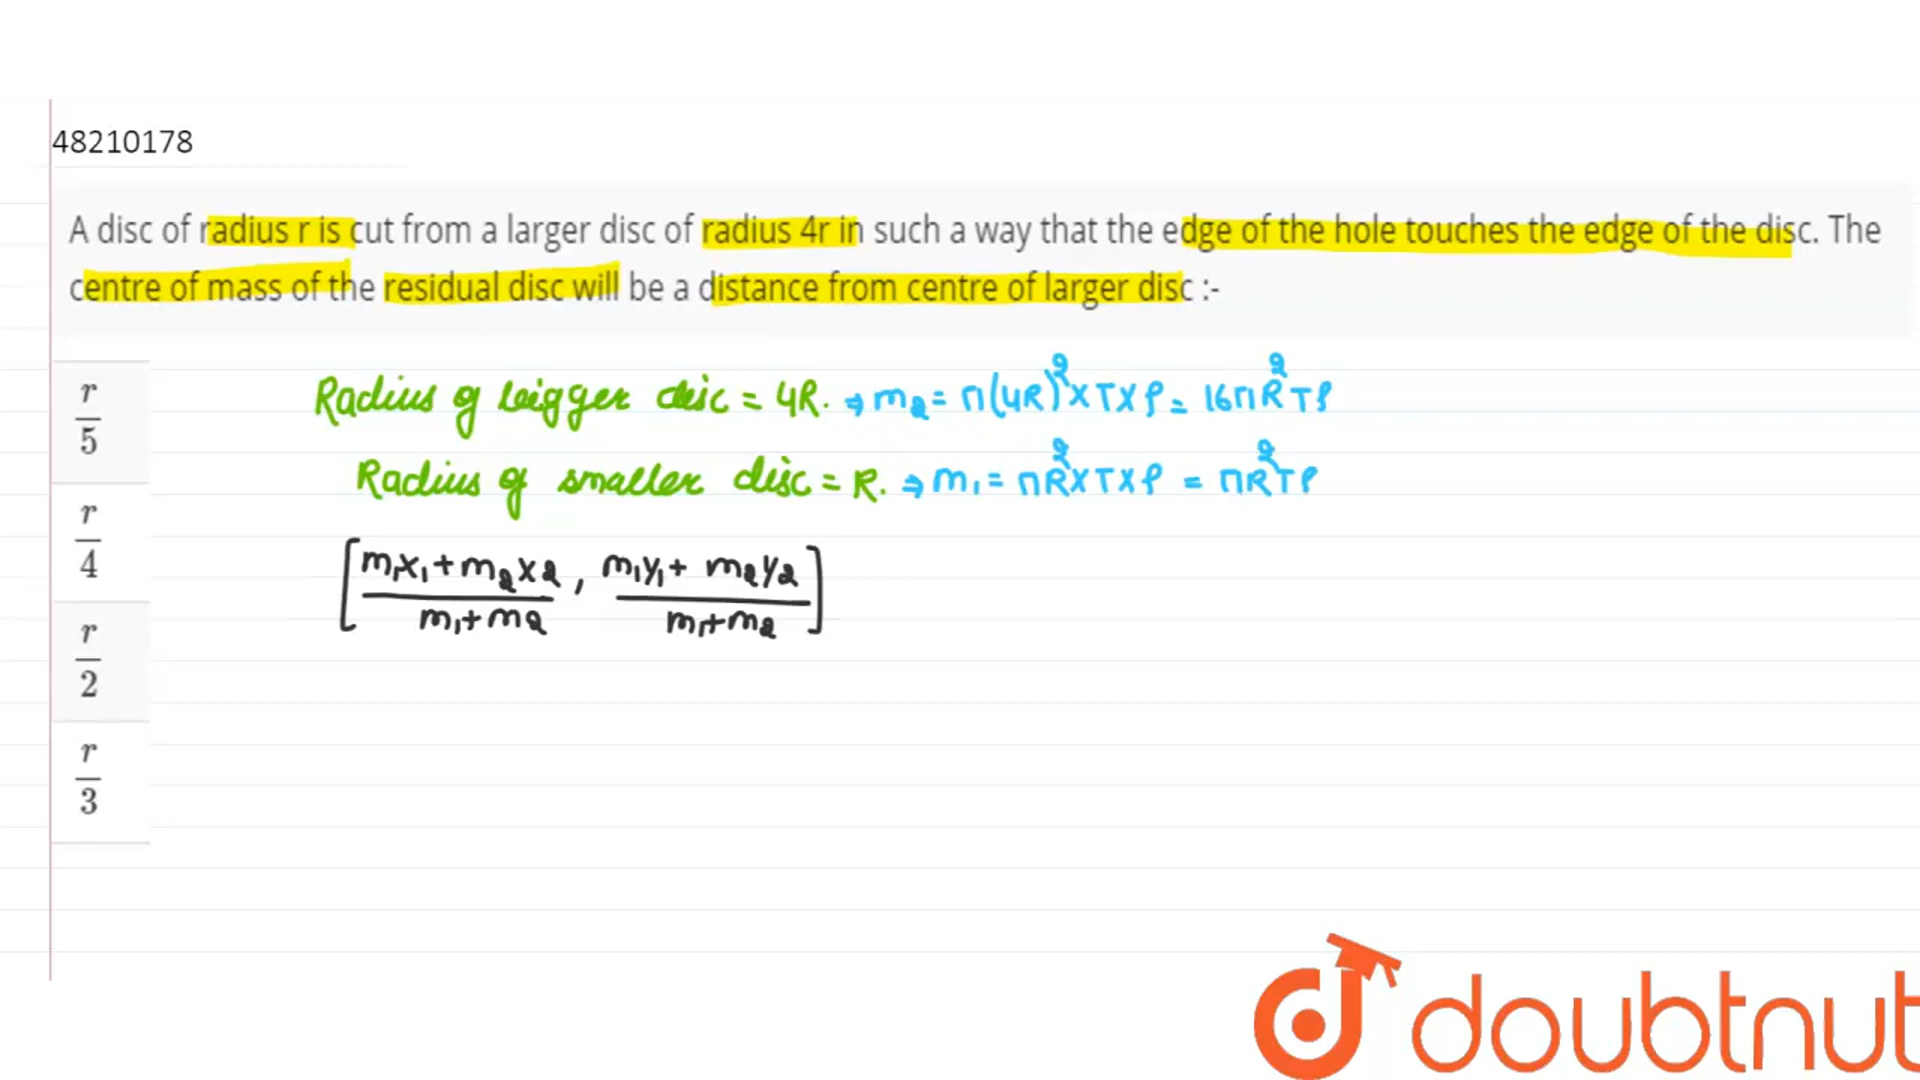 48210178
A disc of radius r is cut from a larger disc of radius 4r in such a way that the edge of the hole touches the edge of the disc. The
centre of mass of the residual disc will be a distance from centre of larger disc :-
r/5
r/4
r/2
r/3
Radius of bigger disc = 4R. ⇒ m₂ = π(4R)²×T×ρ = 16πR²Tρ
Radius of smaller disc = R. ⇒ m₁ = πR²×T×ρ = πR²Tρ
[(m₁x₁+m₂x₂)/(m₁+m₂), (m₁y₁+m₂y₂)/(m₁+m₂)]
doubtnut